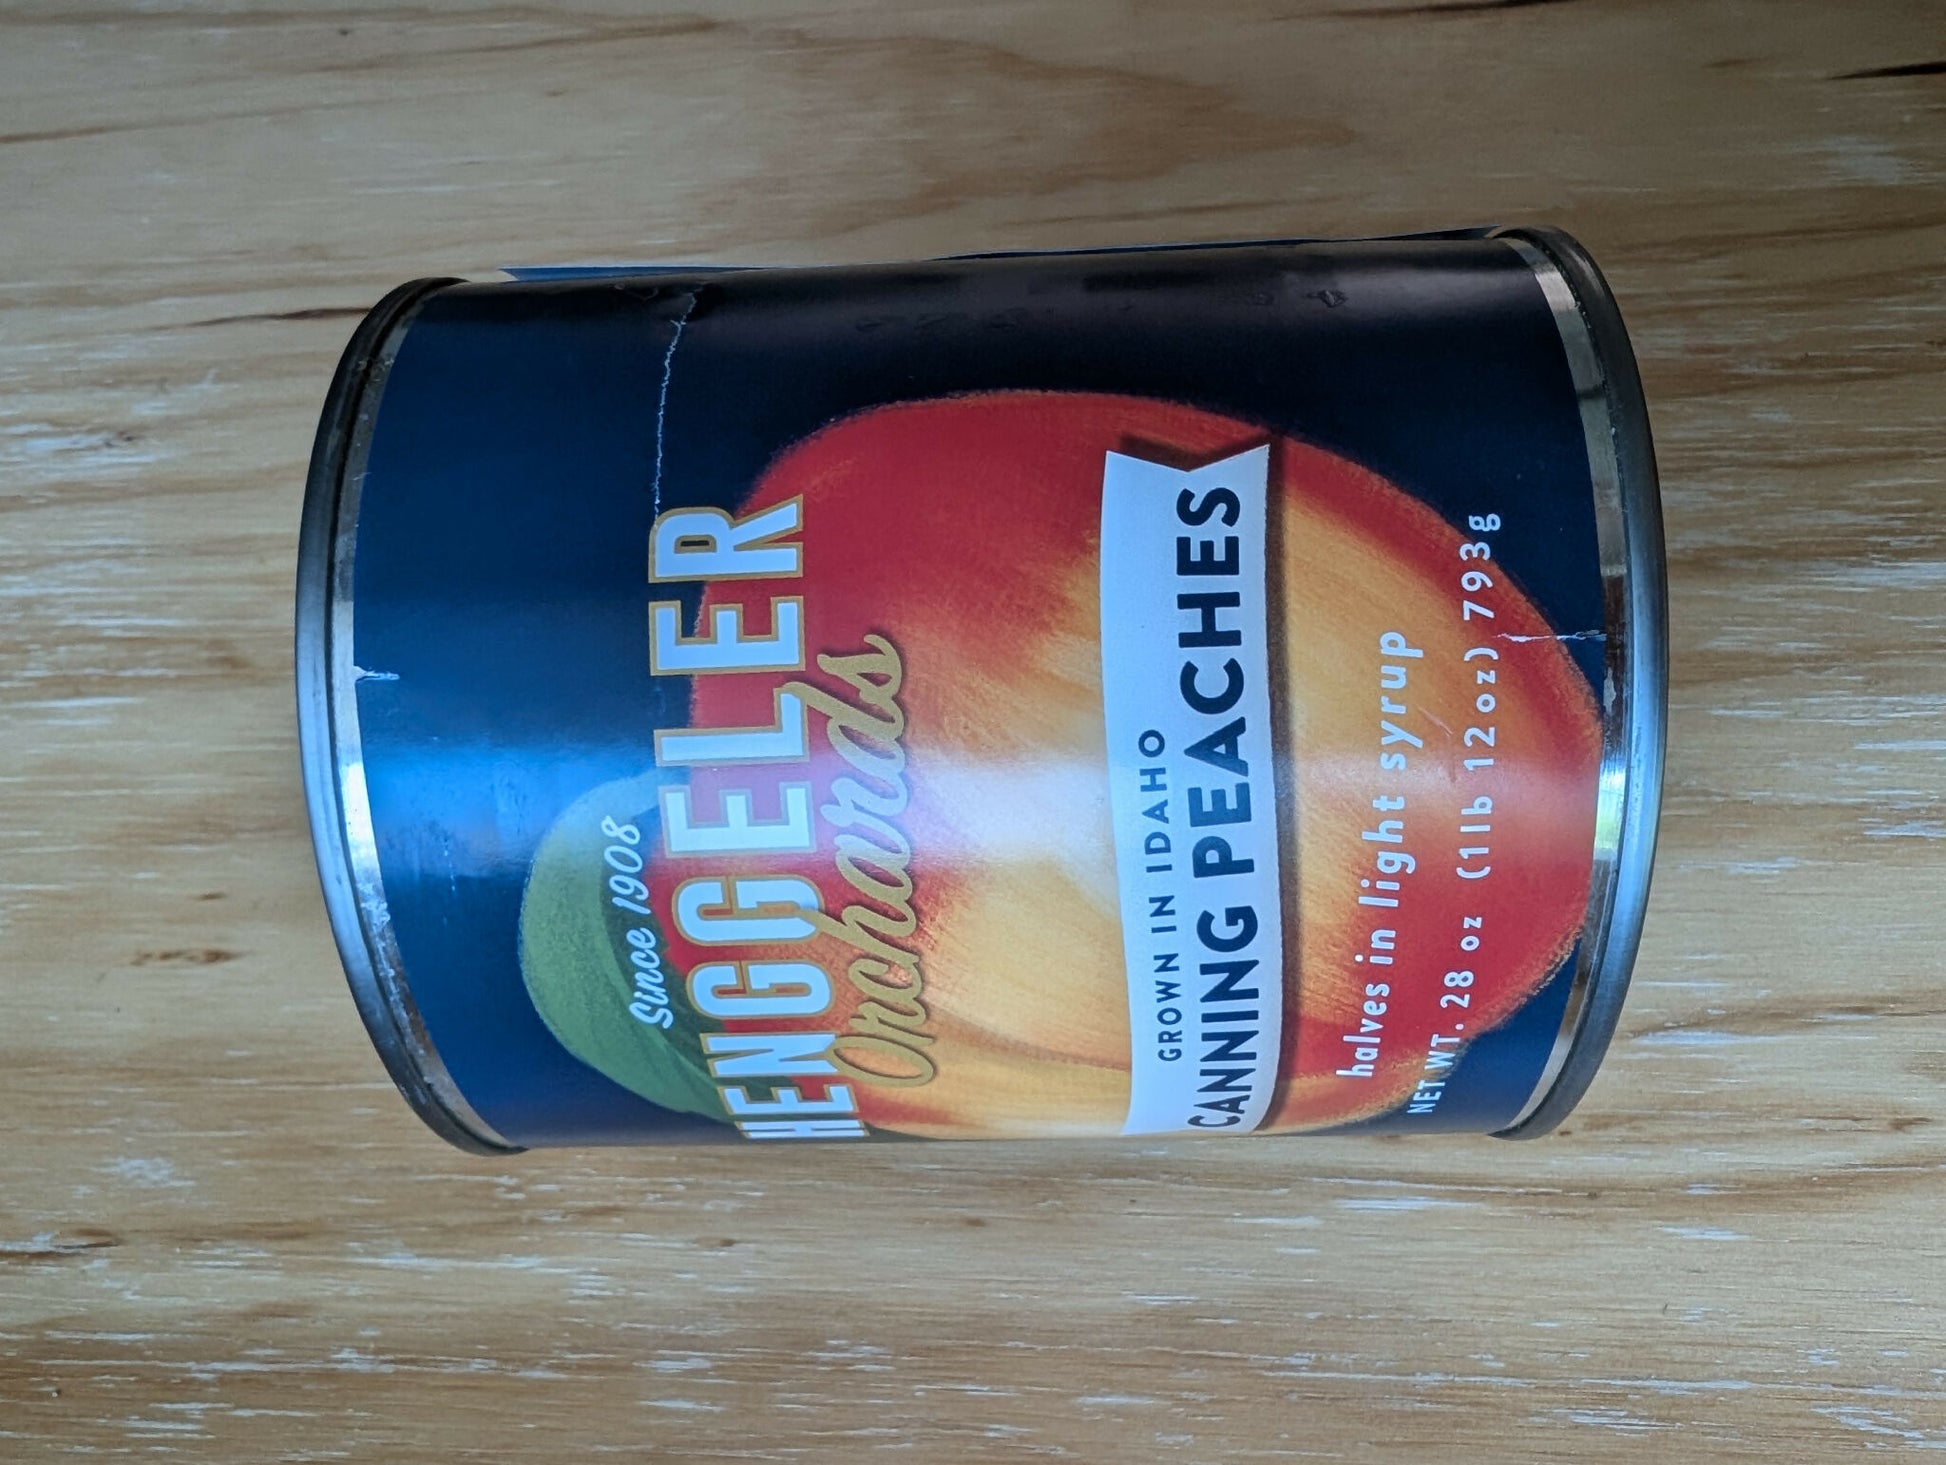 Since 1908
HENGGELER
Orchards
GROWN IN IDAHO
CANNING PEACHES
halves in light syrup
NET WT. 28 oz (1lb 12oz) 793g